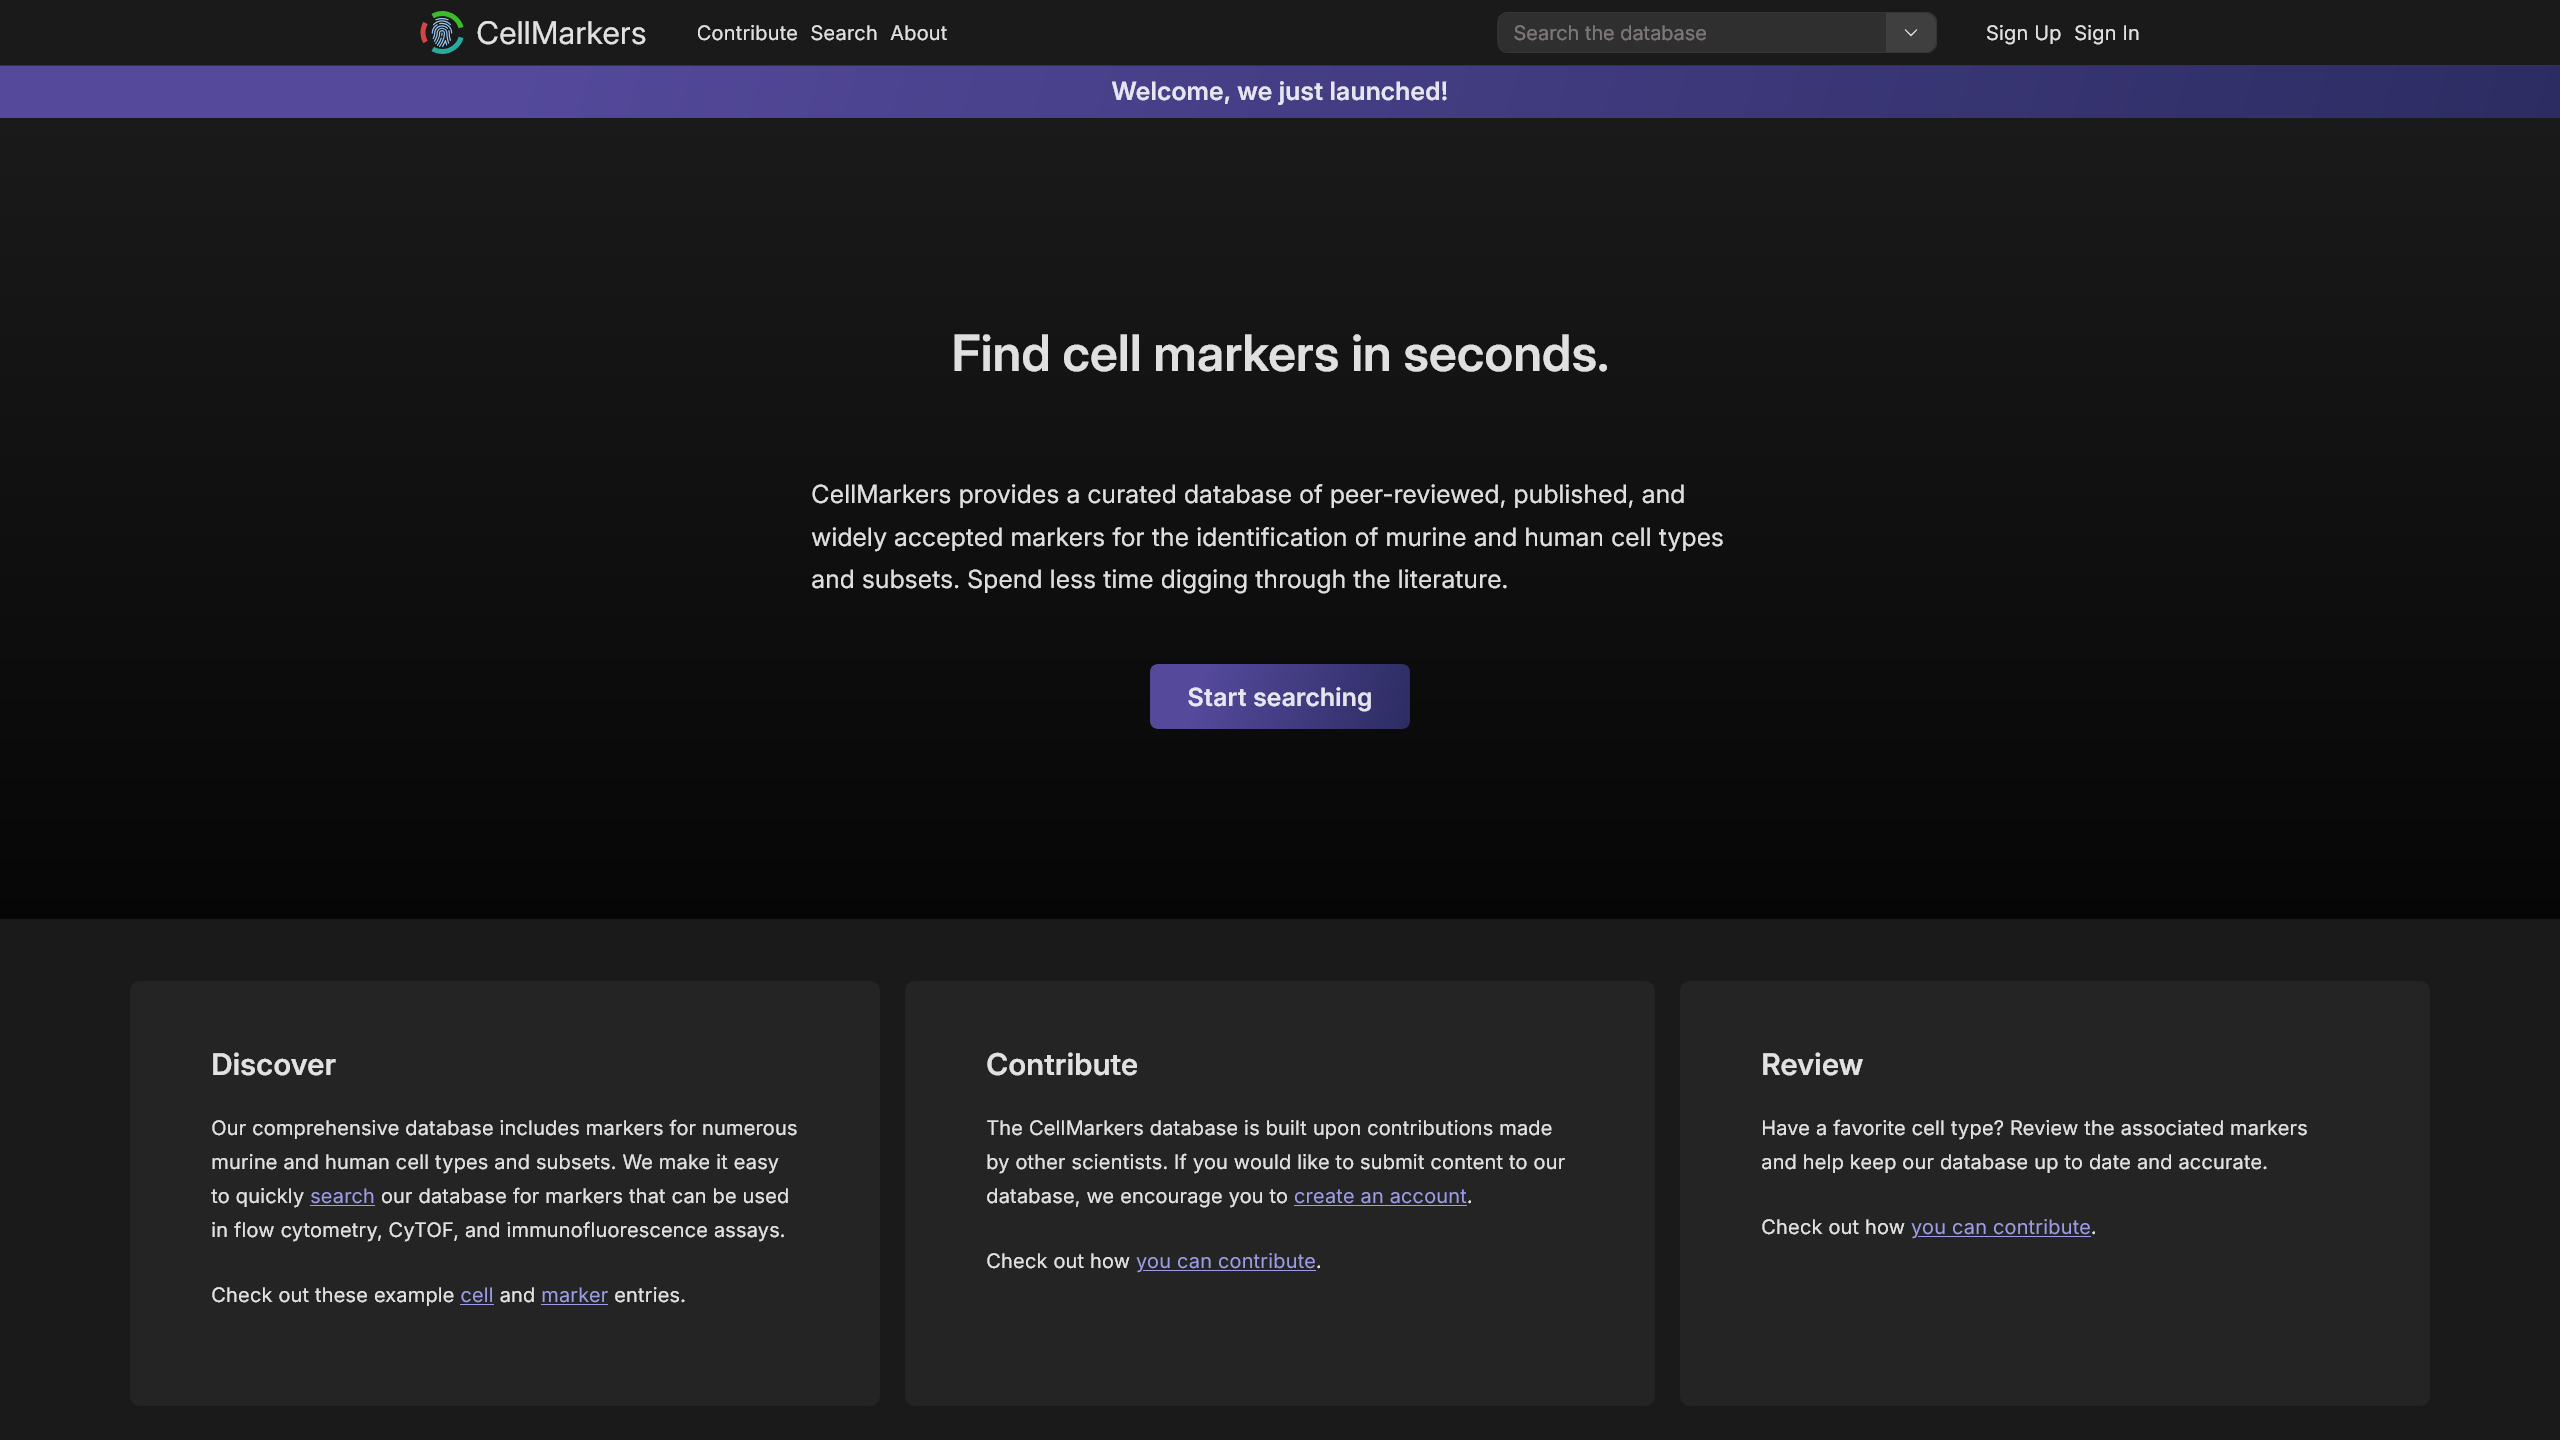 CellMarkers
Contribute Search About
Search the database
Sign Up Sign In
Welcome, we just launched!
Find cell markers in seconds.
CellMarkers provides a curated database of peer-reviewed, published, and
widely accepted markers for the identification of murine and human cell types
and subsets. Spend less time digging through the literature.
Start searching
Discover
Our comprehensive database includes markers for numerous
murine and human cell types and subsets. We make it easy
to quickly search our database for markers that can be used
in flow cytometry, CyTOF, and immunofluorescence assays.
Check out these example cell and marker entries.
Contribute
The CellMarkers database is built upon contributions made
by other scientists. If you would like to submit content to our
database, we encourage you to create an account.
Check out how you can contribute.
Review
Have a favorite cell type? Review the associated markers
and help keep our database up to date and accurate.
Check out how you can contribute.